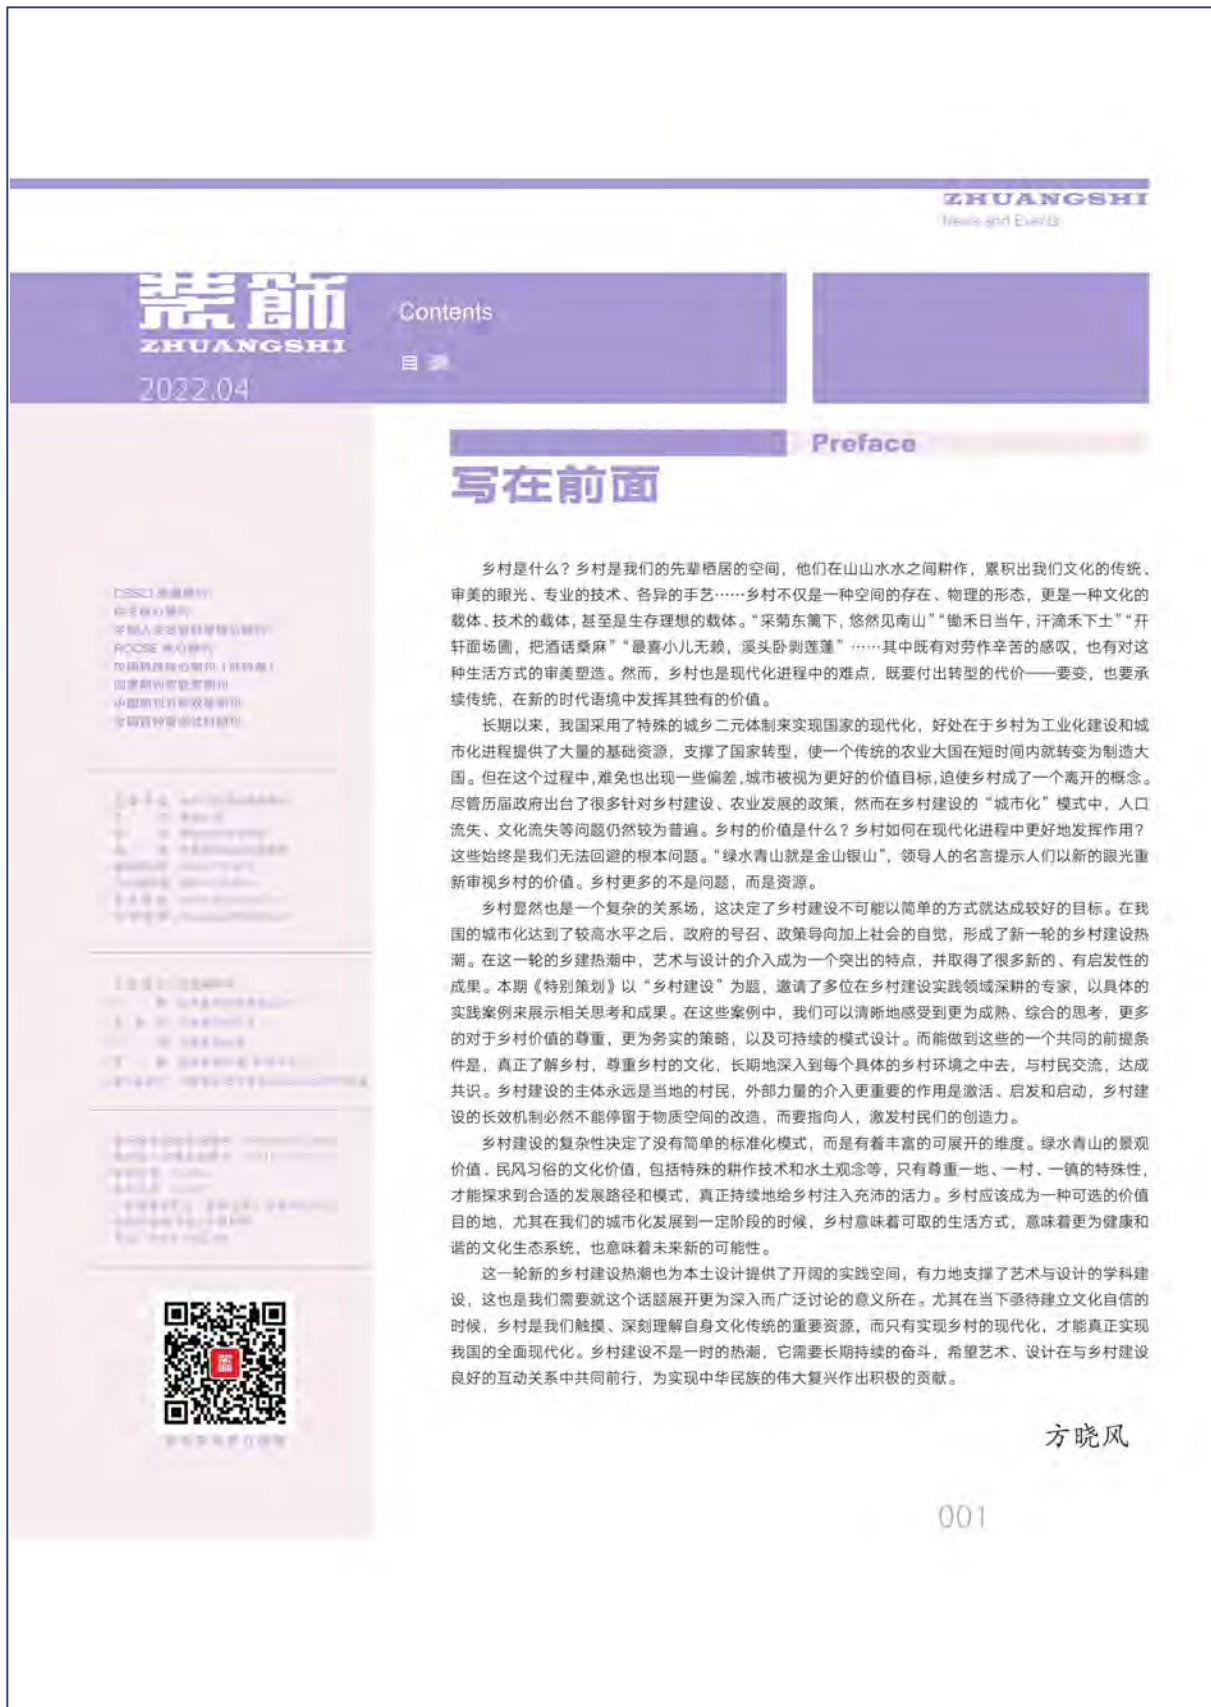 ZHUANGSHI
News and Events
装飾
ZHUANGSHI
2022.04
Contents
目录
Preface
写在前面
乡村是什么？乡村是我们的先辈栖居的空间，他们在山山水水之间耕作，累积出我们文化的传统、
审美的眼光、专业的技术、各异的手艺……乡村不仅是一种空间的存在、物理的形态，更是一种文化的
载体、技术的载体，甚至是生存理想的载体。“采菊东篱下，悠然见南山”“锄禾日当午，汗滴禾下土”“开
轩面场圃，把酒话桑麻”“最喜小儿无赖，溪头卧剥莲蓬”……其中既有对劳作辛苦的感叹，也有对这
种生活方式的审美塑造。然而，乡村也是现代化进程中的难点，既要付出转型的代价——要变，也要承
续传统，在新的时代语境中发挥其独有的价值。
长期以来，我国采用了特殊的城乡二元体制来实现国家的现代化，好处在于乡村为工业化建设和城
市化进程提供了大量的基础资源，支撑了国家转型，使一个传统的农业大国在短时间内就转变为制造大
国。但在这个过程中，难免也出现一些偏差，城市被视为更好的价值目标，迫使乡村成了一个离开的概念。
尽管历届政府出台了很多针对乡村建设、农业发展的政策，然而在乡村建设的“城市化”模式中，人口
流失、文化流失等问题仍然较为普遍。乡村的价值是什么？乡村如何在现代化进程中更好地发挥作用？
这些始终是我们无法回避的根本问题。“绿水青山就是金山银山”，领导人的名言提示人们以新的眼光重
新审视乡村的价值。乡村更多的不是问题，而是资源。
乡村显然也是一个复杂的关系场，这决定了乡村建设不可能以简单的方式就达成较好的目标。在我
国的城市化达到了较高水平之后，政府的号召、政策导向加上社会的自觉，形成了新一轮的乡村建设热
潮。在这一轮的乡建热潮中，艺术与设计的介入成为一个突出的特点，并取得了很多新的、有启发性的
成果。本期《特别策划》以“乡村建设”为题，邀请了多位在乡村建设实践领域深耕的专家，以具体的
实践案例来展示相关思考和成果。在这些案例中，我们可以清晰地感受到更为成熟、综合的思考，更多
的对于乡村价值的尊重，更为务实的策略，以及可持续的模式设计。而能做到这些的一个共同的前提条
件是，真正了解乡村，尊重乡村的文化，长期地深入到每个具体的乡村环境之中去，与村民交流，达成
共识。乡村建设的主体永远是当地的村民，外部力量的介入更重要的作用是激活、启发和启动，乡村建
设的长效机制必然不能停留于物质空间的改造，而要指向人，激发村民们的创造力。
乡村建设的复杂性决定了没有简单的标准化模式，而是有着丰富的可展开的维度。绿水青山的景观
价值、民风习俗的文化价值，包括特殊的耕作技术和水土观念等，只有尊重一地、一村、一镇的特殊性，
才能探求到合适的发展路径和模式，真正持续地给乡村注入充沛的活力。乡村应该成为一种可选的价值
目的地，尤其在我们的城市化发展到一定阶段的时候，乡村意味着可取的生活方式，意味着更为健康和
谐的文化生态系统，也意味着未来新的可能性。
这一轮新的乡村建设热潮也为本土设计提供了开阔的实践空间，有力地支撑了艺术与设计的学科建
设，这也是我们需要就这个话题展开更为深入而广泛讨论的意义所在。尤其在当下亟待建立文化自信的
时候，乡村是我们触摸、深刻理解自身文化传统的重要资源，而只有实现乡村的现代化，才能真正实现
我国的全面现代化。乡村建设不是一时的热潮，它需要长期持续的奋斗，希望艺术、设计在与乡村建设
良好的互动关系中共同前行，为实现中华民族的伟大复兴作出积极的贡献。
方晓风
001